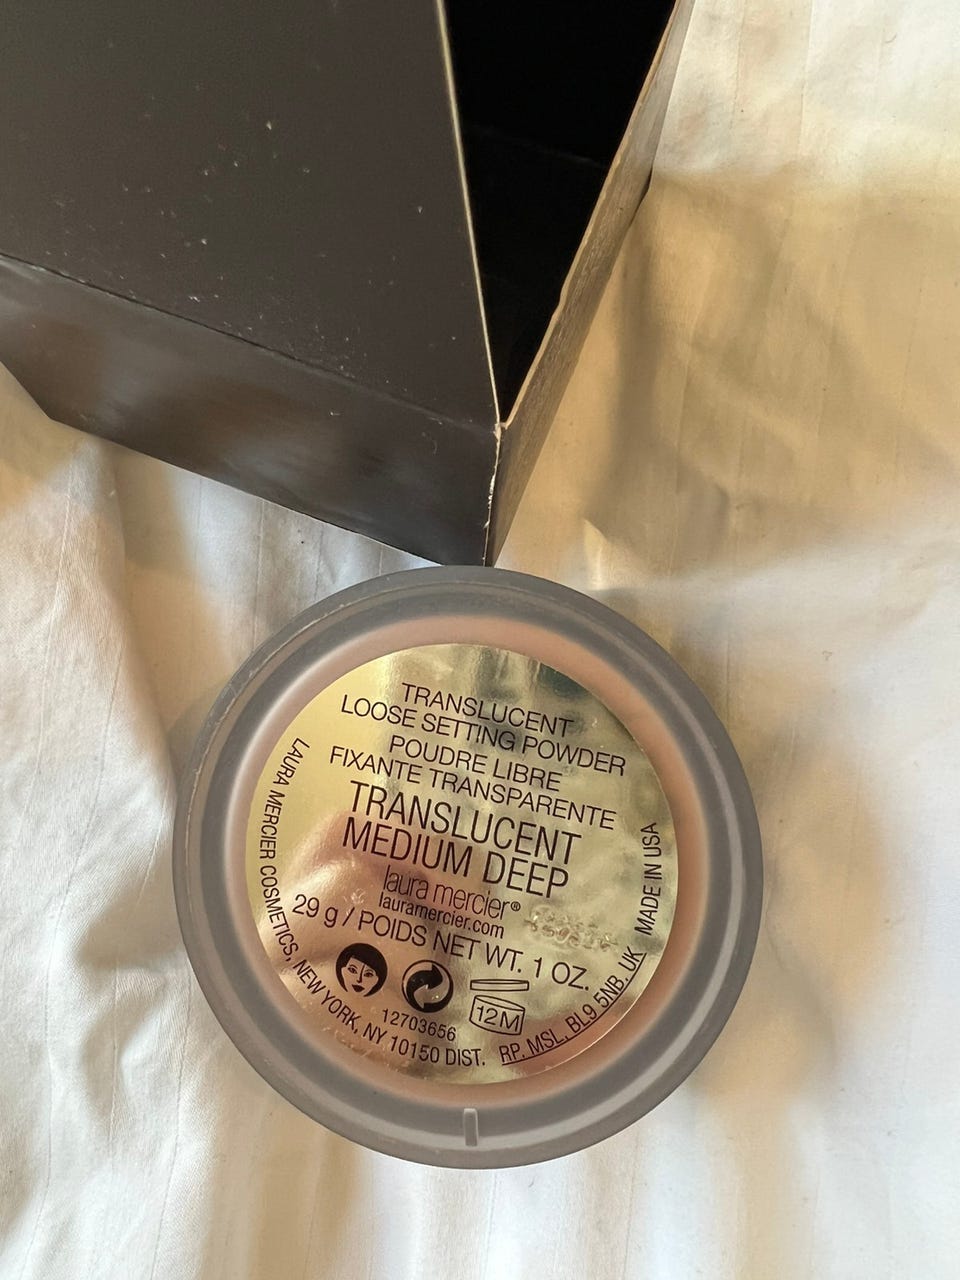 TRANSLUCENT
LOOSE SETTING POWDER
POUDRE LIBRE
FIXANTE TRANSPARENTE
TRANSLUCENT
MEDIUM DEEP
laura mercier®
lauramercier.com
29 g / POIDS NET WT. 1 OZ.
12M
12703656
LAURA MERCIER COSMETICS, NEW YORK, NY 10150 DIST. RP. MSL, BL9 5NB. UK MADE IN USA